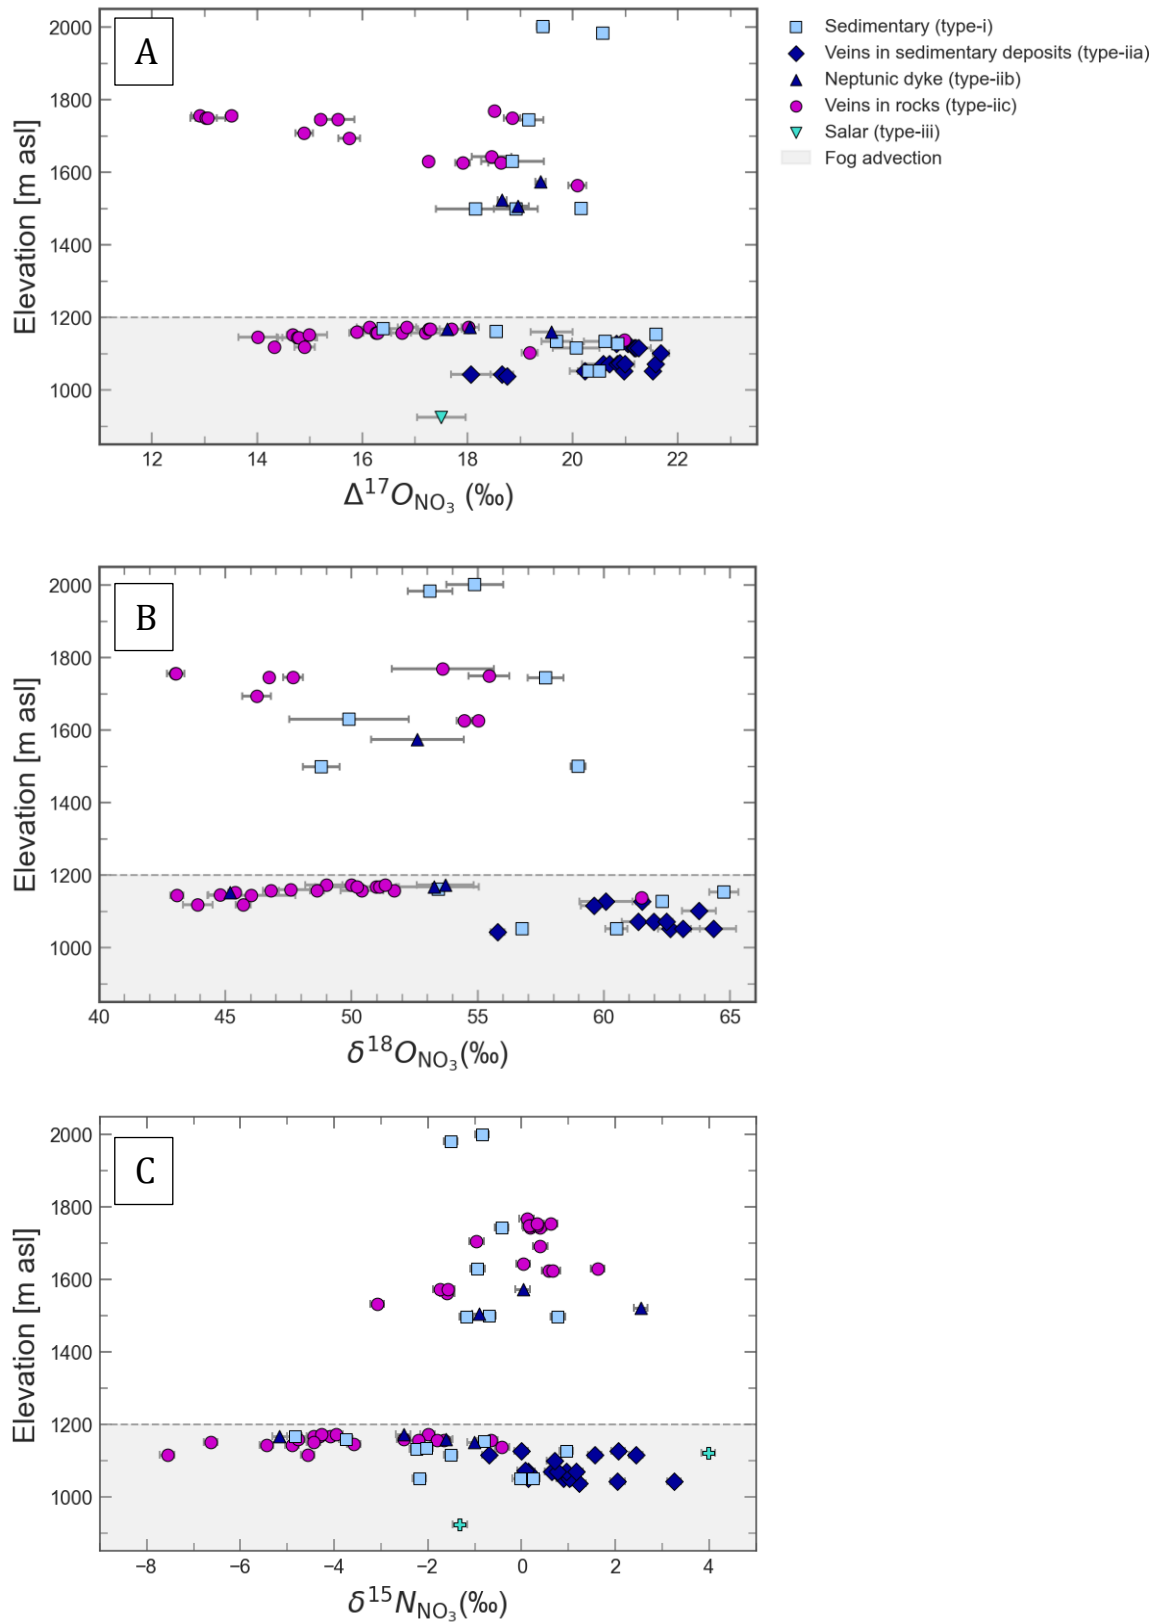 A
2000
1800
1600
1400
1200
1000
Elevation [m asl]
12 14 16 18 20 22
Δ¹⁷O_NO₃ (‰)
Sedimentary (type-i)
Veins in sedimentary deposits (type-iia)
Neptunic dyke (type-iib)
Veins in rocks (type-iic)
Salar (type-iii)
Fog advection
B
2000
1800
1600
1400
1200
1000
Elevation [m asl]
40 45 50 55 60 65
δ¹⁸O_NO₃(‰)
C
2000
1800
1600
1400
1200
1000
Elevation [m asl]
−8 −6 −4 −2 0 2 4
δ¹⁵N_NO₃(‰)